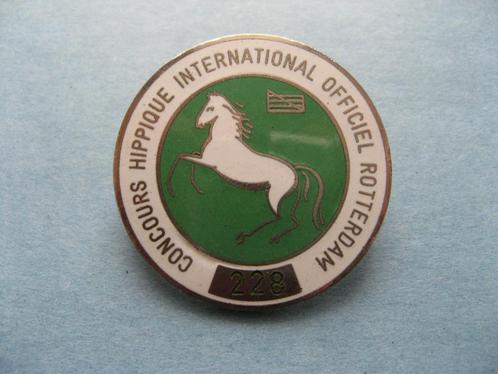 CONCOURS HIPPIQUE INTERNATIONAL OFFICIEL ROTTERDAM
228